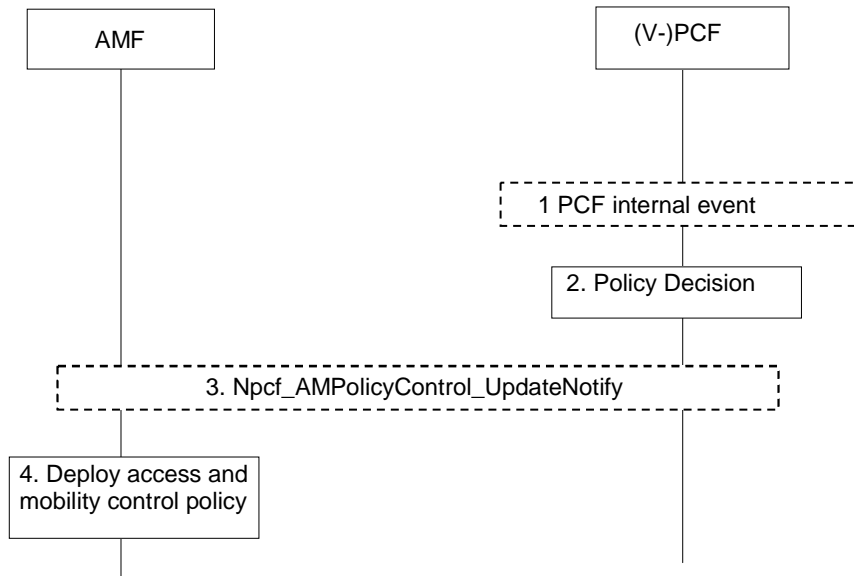 AMF
(V-)PCF
1 PCF internal event
2. Policy Decision
3. Npcf_AMPolicyControl_UpdateNotify
4. Deploy access and
mobility control policy